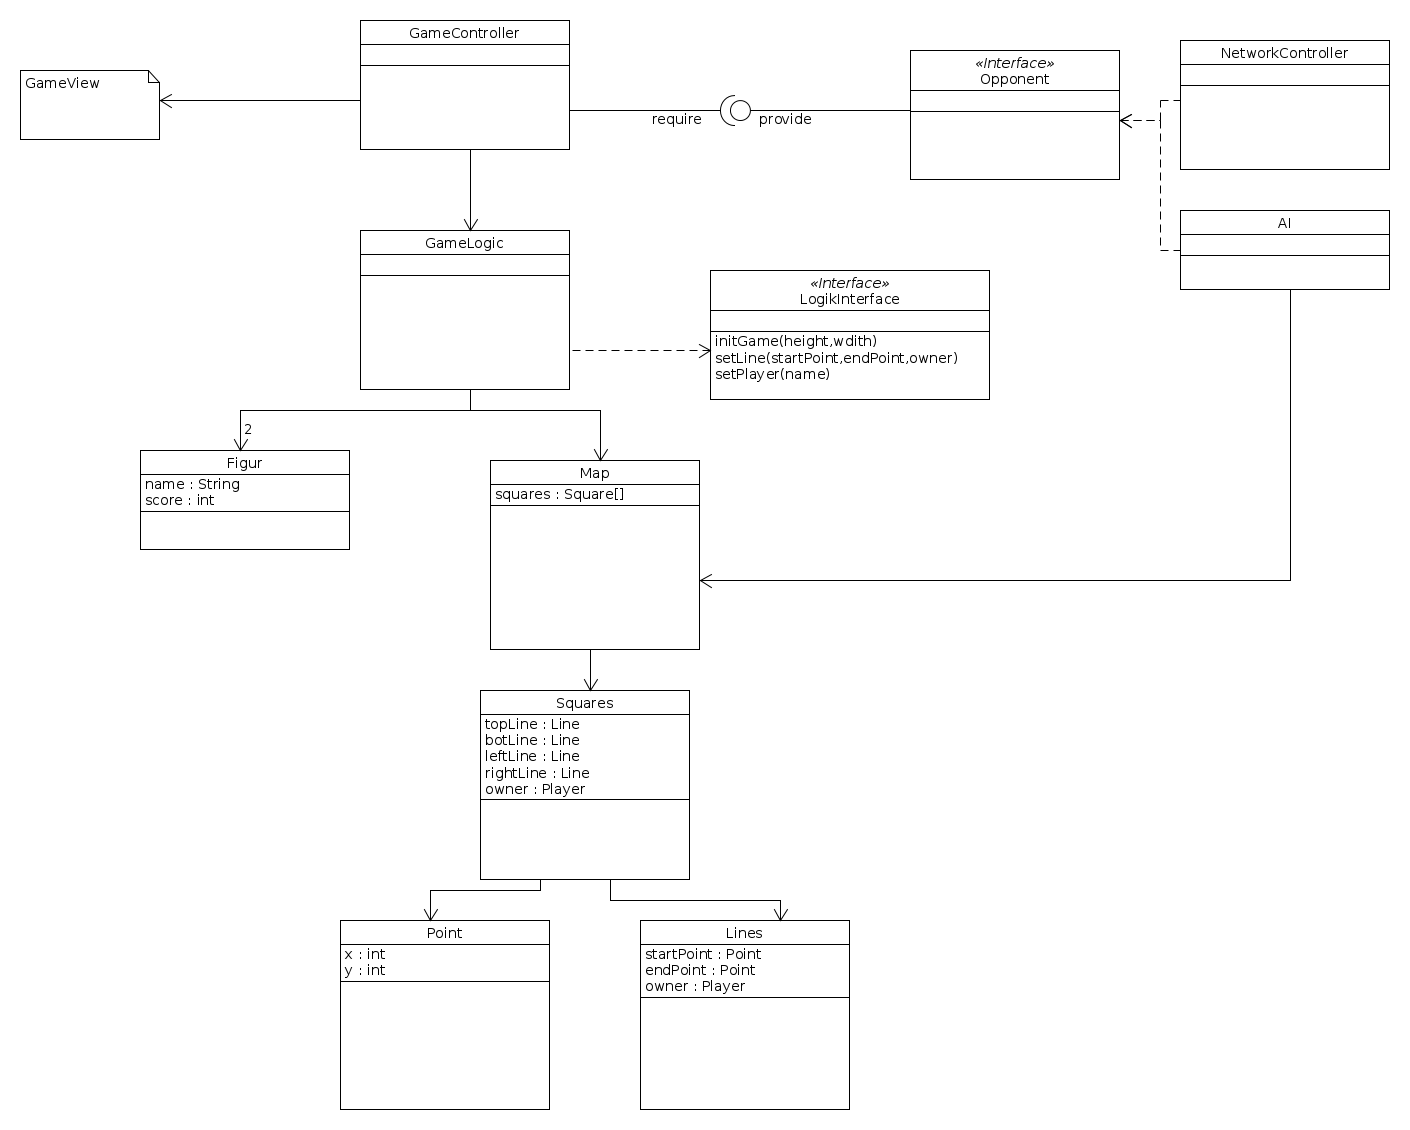 GameController
GameView
«Interface»
Opponent
NetworkController
require
provide
AI
GameLogic
«Interface»
LogikInterface
initGame(height,wdith)
setLine(startPoint,endPoint,owner)
setPlayer(name)
2
Figur
name : String
score : int
Map
squares : Square[]
Squares
topLine : Line
botLine : Line
leftLine : Line
rightLine : Line
owner : Player
Point
x : int
y : int
Lines
startPoint : Point
endPoint : Point
owner : Player